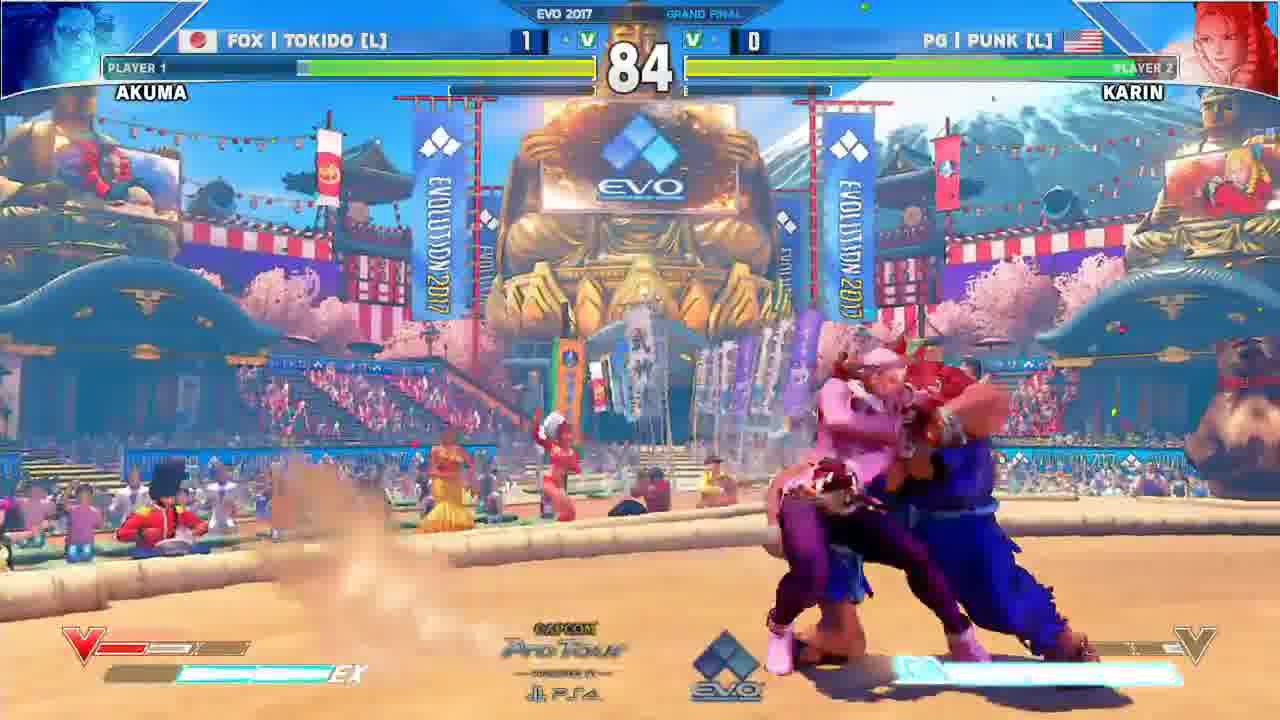 EVO 2017 GRAND FINAL
FOX | TOKIDO [L] 1 V 84 V 0 PG | PUNK [L]
PLAYER 1 PLAYER 2
AKUMA KARIN
EVO
EVOLUTION 2017 EVOLUTION 2017
CAPCOM
Pro Tour
PS4
EVO
EX